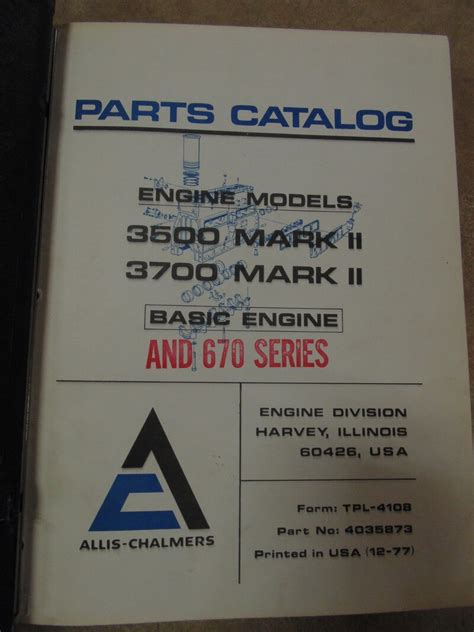 PARTS CATALOG
ENGINE MODELS
3500 MARK II
3700 MARK II
BASIC ENGINE
AND 670 SERIES
ENGINE DIVISION
HARVEY, ILLINOIS
60426, USA
ALLIS-CHALMERS
Form: TPL-4108
Part No: 4035873
Printed in USA (12-77)